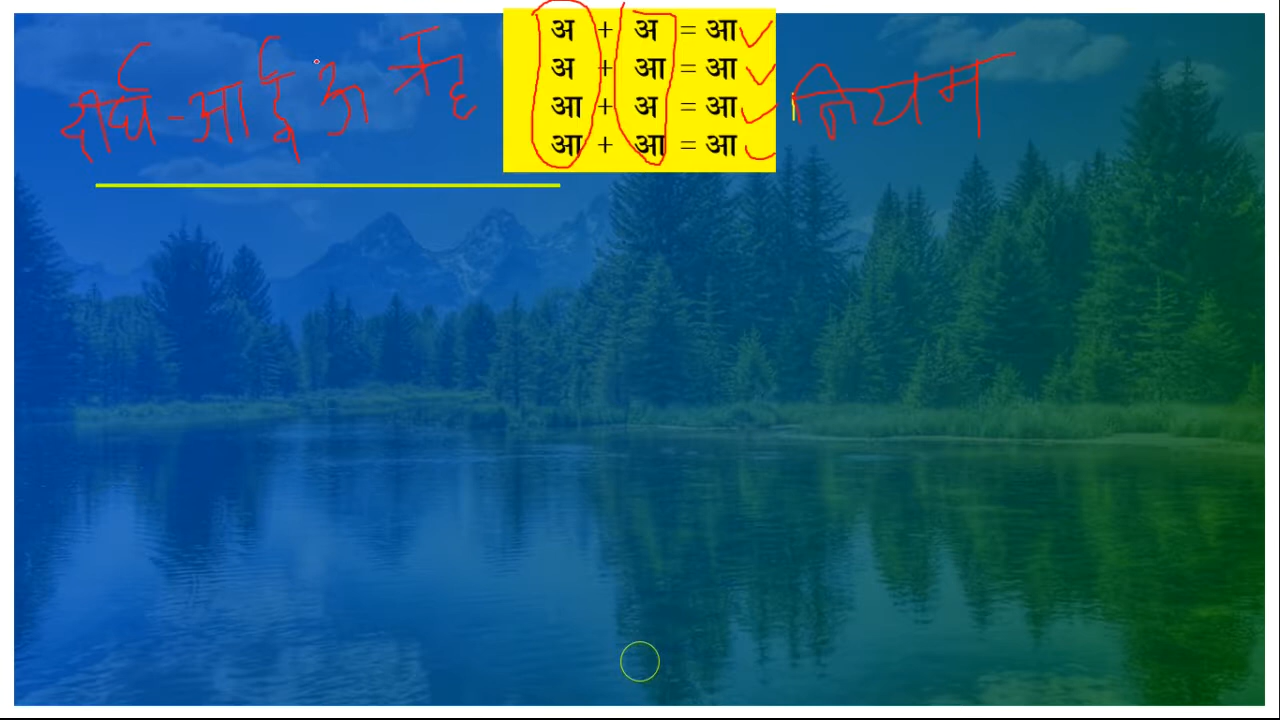 अ + अ = आ
अ + आ = आ
आ + अ = आ
आ + आ = आ
दीर्घ - आ ई ऊ ॠ
नियम